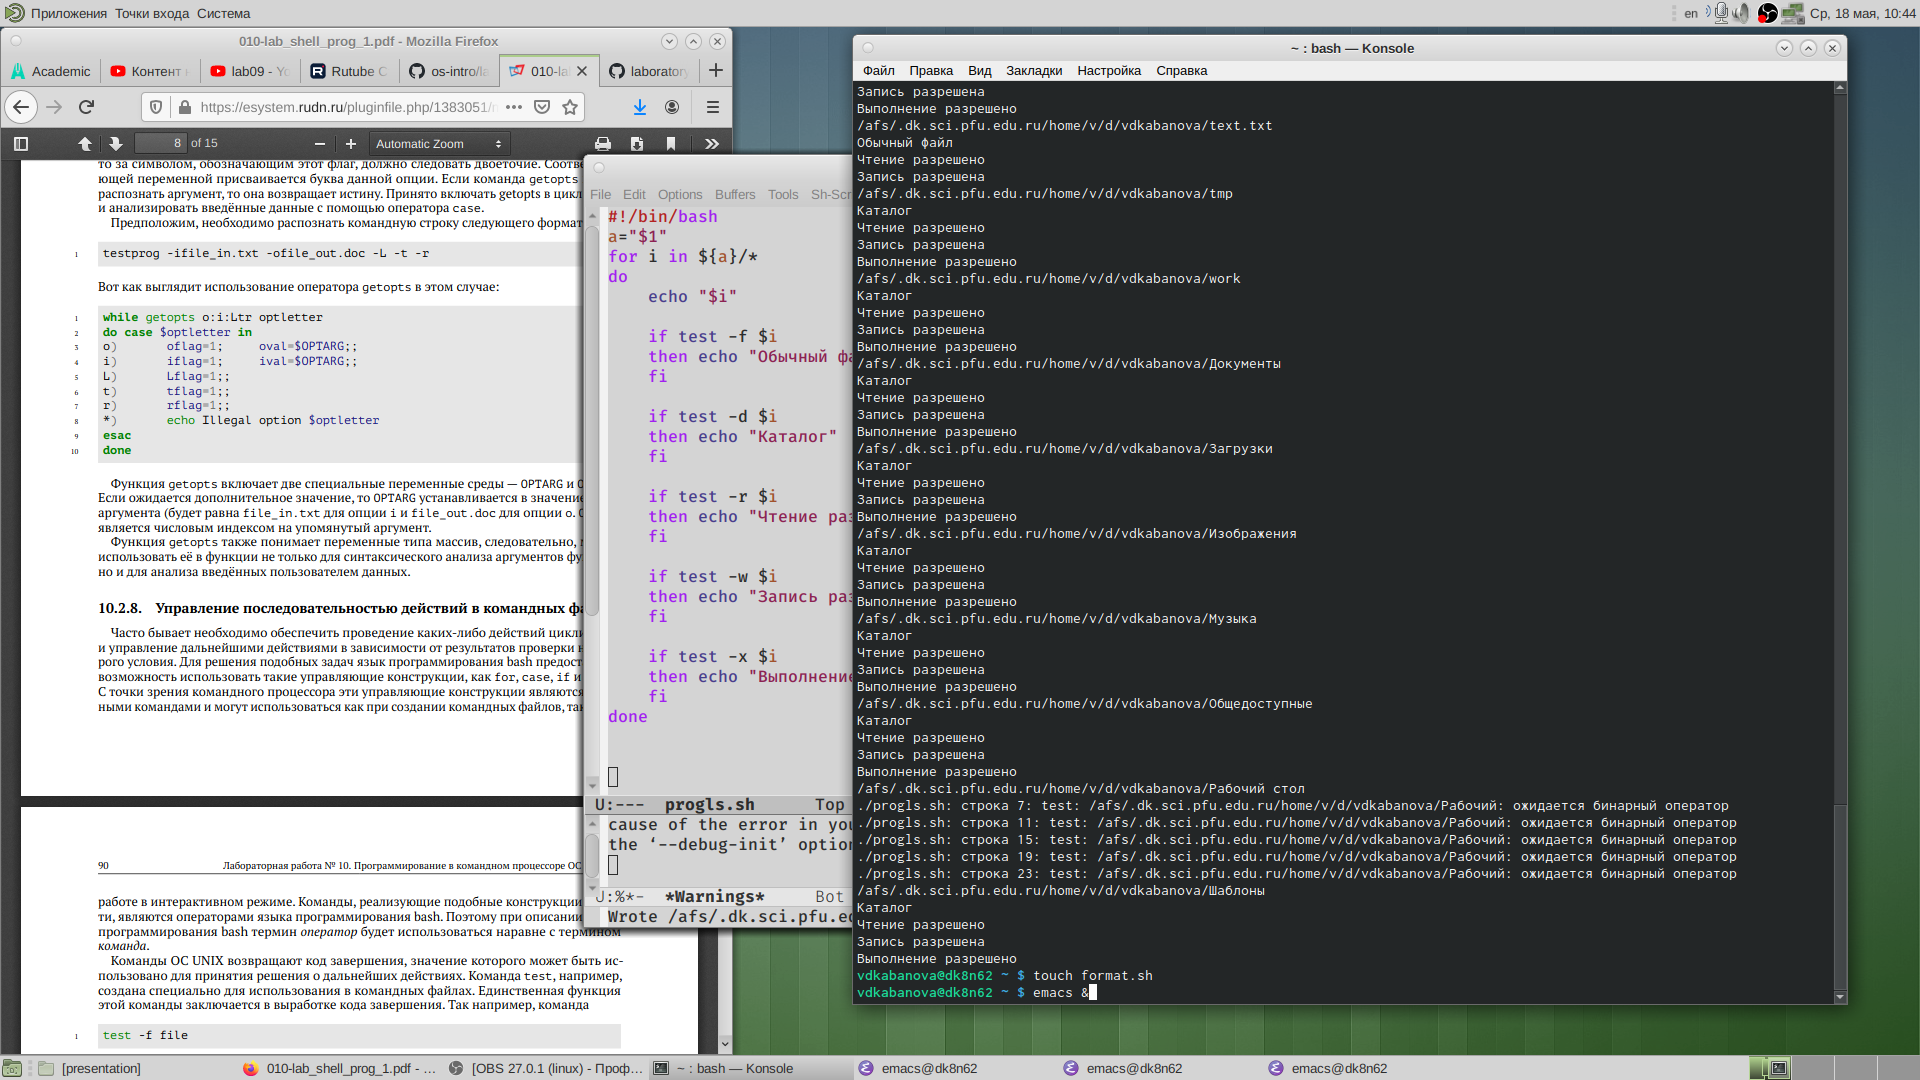 Приложения Точки входа Система
en
Ср, 18 мая, 10:44
010-lab_shell_prog_1.pdf - Mozilla Firefox
Academic
Контент
lab09 - Yo
Rutube C
os-intro/la
010-la
laboratory
https://esystem.rudn.ru/pluginfile.php/1383051/
8 of 15
Automatic Zoom
то за символом, обозначающим этот флаг, должно следовать двоеточие. Соотве
ющей переменной присваивается буква данной опции. Если команда getopts
распознать аргумент, то она возвращает истину. Принято включать getopts в цикл
и анализировать введённые данные с помощью оператора case.
Предположим, необходимо распознать командную строку следующего формат
1 testprog -ifile_in.txt -ofile_out.doc -L -t -r
Вот как выглядит использование оператора getopts в этом случае:
1 while getopts o:i:Ltr optletter
2 do case $optletter in
3 o) oflag=1; oval=$OPTARG;;
4 i) iflag=1; ival=$OPTARG;;
5 L) Lflag=1;;
6 t) tflag=1;;
7 r) rflag=1;;
8 *) echo Illegal option $optletter
9 esac
10 done
Функция getopts включает две специальные переменные среды — OPTARG и O
Если ожидается дополнительное значение, то OPTARG устанавливается в значение
аргумента (будет равна file_in.txt для опции i и file_out.doc для опции o. O
является числовым индексом на упомянутый аргумент.
Функция getopts также понимает переменные типа массив, следовательно,
использовать её в функции не только для синтаксического анализа аргументов фу
но и для анализа введённых пользователем данных.
10.2.8. Управление последовательностью действий в командных фа
Часто бывает необходимо обеспечить проведение каких-либо действий цикли
и управление дальнейшими действиями в зависимости от результатов проверки
рого условия. Для решения подобных задач язык программирования bash предост
возможность использовать такие управляющие конструкции, как for, case, if и
С точки зрения командного процессора эти управляющие конструкции являются
ными командами и могут использоваться как при создании командных файлов, так
90 Лабораторная работа № 10. Программирование в командном процессоре ОС
работе в интерактивном режиме. Команды, реализующие подобные конструкции
ти, являются операторами языка программирования bash. Поэтому при описании
программирования bash термин оператор будет использоваться наравне с термином
команда.
Команды ОС UNIX возвращают код завершения, значение которого может быть ис-
пользовано для принятия решения о дальнейших действиях. Команда test, например,
создана специально для использования в командных файлах. Единственная функция
этой команды заключается в выработке кода завершения. Так например, команда
1 test -f file
File Edit Options Buffers Tools Sh-Scr
#!/bin/bash
a="$1"
for i in ${a}/*
do
echo "$i"
if test -f $i
then echo "Обычный фа
fi
if test -d $i
then echo "Каталог"
fi
if test -r $i
then echo "Чтение раз
fi
if test -w $i
then echo "Запись раз
fi
if test -x $i
then echo "Выполнение
fi
done
U:--- progls.sh Top
cause of the error in you
the ‘--debug-init’ option
U:%*- *Warnings* Bot
Wrote /afs/.dk.sci.pfu.ed
~ : bash — Konsole
Файл Правка Вид Закладки Настройка Справка
Запись разрешена
Выполнение разрешено
/afs/.dk.sci.pfu.edu.ru/home/v/d/vdkabanova/text.txt
Обычный файл
Чтение разрешено
Запись разрешена
/afs/.dk.sci.pfu.edu.ru/home/v/d/vdkabanova/tmp
Каталог
Чтение разрешено
Запись разрешена
Выполнение разрешено
/afs/.dk.sci.pfu.edu.ru/home/v/d/vdkabanova/work
Каталог
Чтение разрешено
Запись разрешена
Выполнение разрешено
/afs/.dk.sci.pfu.edu.ru/home/v/d/vdkabanova/Документы
Каталог
Чтение разрешено
Запись разрешена
Выполнение разрешено
/afs/.dk.sci.pfu.edu.ru/home/v/d/vdkabanova/Загрузки
Каталог
Чтение разрешено
Запись разрешена
Выполнение разрешено
/afs/.dk.sci.pfu.edu.ru/home/v/d/vdkabanova/Изображения
Каталог
Чтение разрешено
Запись разрешена
Выполнение разрешено
/afs/.dk.sci.pfu.edu.ru/home/v/d/vdkabanova/Музыка
Каталог
Чтение разрешено
Запись разрешена
Выполнение разрешено
/afs/.dk.sci.pfu.edu.ru/home/v/d/vdkabanova/Общедоступные
Каталог
Чтение разрешено
Запись разрешена
Выполнение разрешено
/afs/.dk.sci.pfu.edu.ru/home/v/d/vdkabanova/Рабочий стол
./progls.sh: строка 7: test: /afs/.dk.sci.pfu.edu.ru/home/v/d/vdkabanova/Рабочий: ожидается бинарный оператор
./progls.sh: строка 11: test: /afs/.dk.sci.pfu.edu.ru/home/v/d/vdkabanova/Рабочий: ожидается бинарный оператор
./progls.sh: строка 15: test: /afs/.dk.sci.pfu.edu.ru/home/v/d/vdkabanova/Рабочий: ожидается бинарный оператор
./progls.sh: строка 19: test: /afs/.dk.sci.pfu.edu.ru/home/v/d/vdkabanova/Рабочий: ожидается бинарный оператор
./progls.sh: строка 23: test: /afs/.dk.sci.pfu.edu.ru/home/v/d/vdkabanova/Рабочий: ожидается бинарный оператор
/afs/.dk.sci.pfu.edu.ru/home/v/d/vdkabanova/Шаблоны
Каталог
Чтение разрешено
Запись разрешена
Выполнение разрешено
vdkabanova@dk8n62 ~ $ touch format.sh
vdkabanova@dk8n62 ~ $ emacs &
[presentation]
010-lab_shell_prog_1.pdf - ...
[OBS 27.0.1 (linux) - Проф...
~ : bash — Konsole
emacs@dk8n62
emacs@dk8n62
emacs@dk8n62